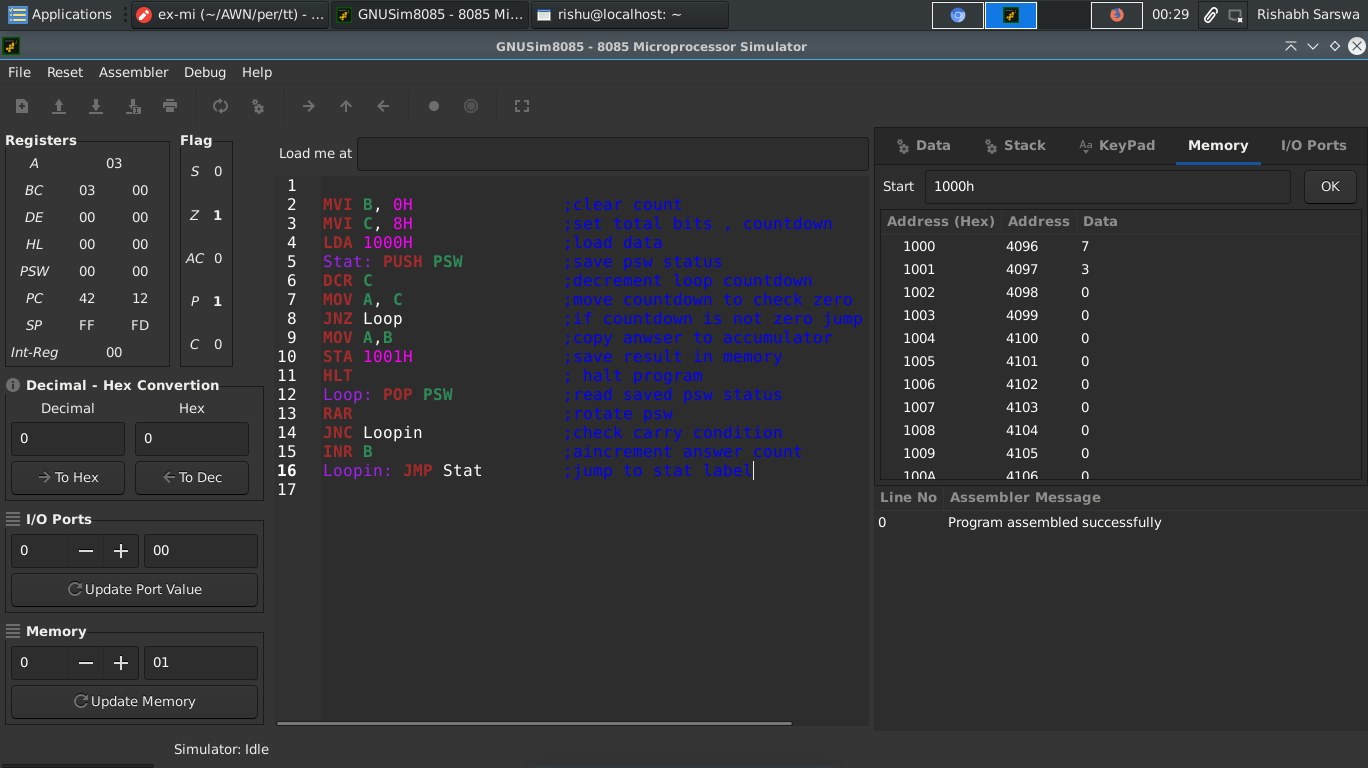 Applications
ex-mi (~/AWN/per/tt) - ...
GNUSim8085 - 8085 Mi...
rishu@localhost: ~
00:29
Rishabh Sarswa
GNUSim8085 - 8085 Microprocessor Simulator
File Reset Assembler Debug Help
Registers
A 03
BC 03 00
DE 00 00
HL 00 00
PSW 00 00
PC 42 12
SP FF FD
Int-Reg 00
Flag
S 0
Z 1
AC 0
P 1
C 0
Decimal - Hex Convertion
Decimal Hex
0 0
To Hex To Dec
I/O Ports
0 00
Update Port Value
Memory
0 01
Update Memory
Load me at
1
2 MVI B, 0H ;clear count
3 MVI C, 8H ;set total bits , countdown
4 LDA 1000H ;load data
5 Stat: PUSH PSW ;save psw status
6 DCR C ;decrement loop countdown
7 MOV A, C ;move countdown to check zero
8 JNZ Loop ;if countdown is not zero jump
9 MOV A,B ;copy anwser to accumulator
10 STA 1001H ;save result in memory
11 HLT ; halt program
12 Loop: POP PSW ;read saved psw status
13 RAR ;rotate psw
14 JNC Loopin ;check carry condition
15 INR B ;aincrement answer count
16 Loopin: JMP Stat ;jump to stat label
17
Data Stack KeyPad Memory I/O Ports
Start 1000h OK
Address (Hex) Address Data
1000 4096 7
1001 4097 3
1002 4098 0
1003 4099 0
1004 4100 0
1005 4101 0
1006 4102 0
1007 4103 0
1008 4104 0
1009 4105 0
100A 4106 0
Line No Assembler Message
0 Program assembled successfully
Simulator: Idle